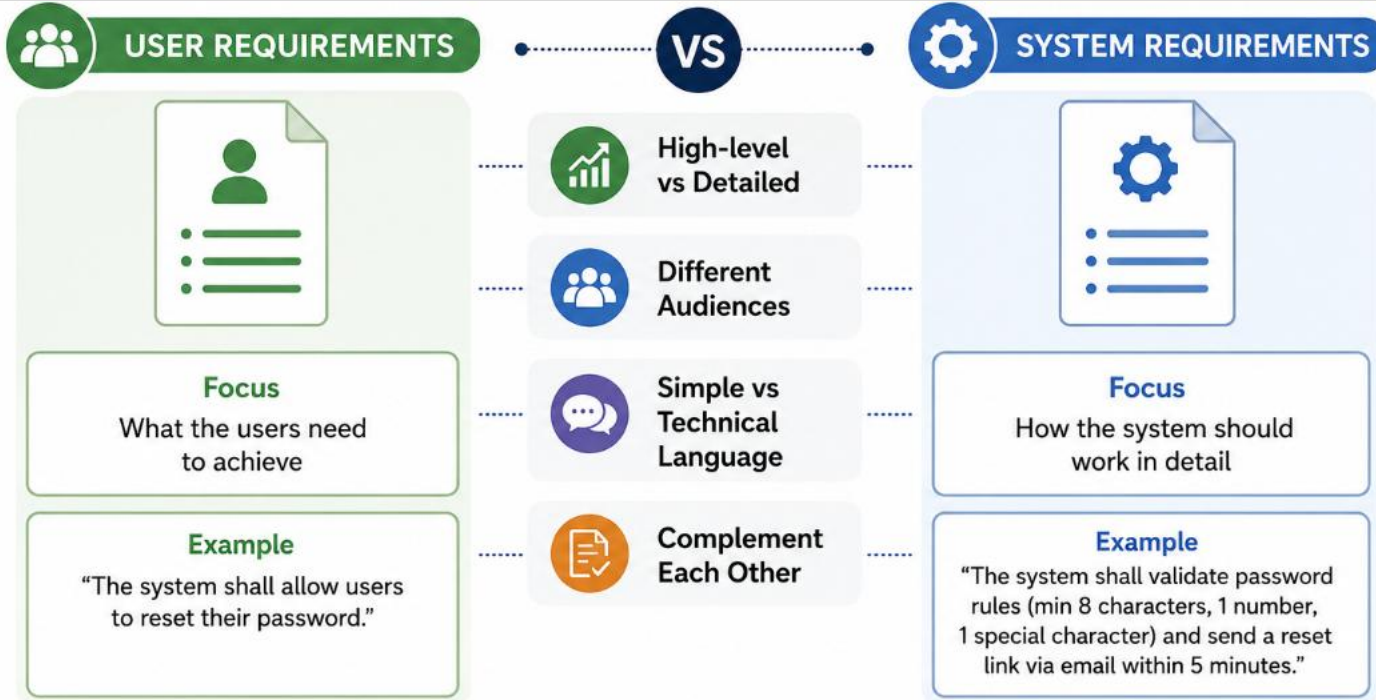 USER REQUIREMENTS
VS
SYSTEM REQUIREMENTS
High-level
vs Detailed
Different
Audiences
Simple vs
Technical
Language
Complement
Each Other
Focus
What the users need
to achieve
Example
“The system shall allow users
to reset their password.”
Focus
How the system should
work in detail
Example
“The system shall validate password
rules (min 8 characters, 1 number,
1 special character) and send a reset
link via email within 5 minutes.”